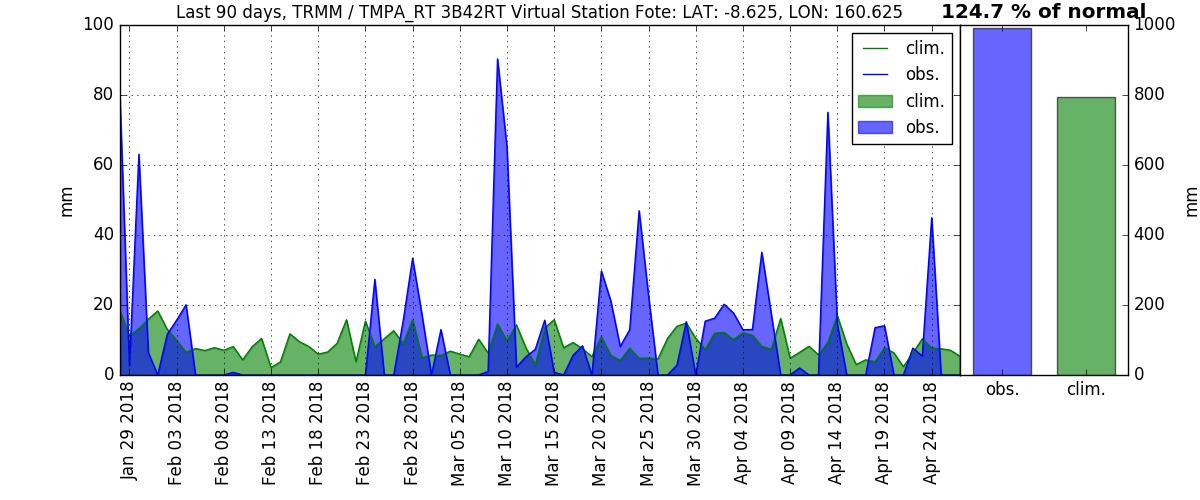 Last 90 days, TRMM / TMPA_RT 3B42RT Virtual Station Fote: LAT: -8.625, LON: 160.625
124.7 % of normal
100
80
60
40
20
0
mm
clim.
obs.
clim.
obs.
1000
800
600
400
200
0
mm
obs.
clim.
Jan 29 2018
Feb 03 2018
Feb 08 2018
Feb 13 2018
Feb 18 2018
Feb 23 2018
Feb 28 2018
Mar 05 2018
Mar 10 2018
Mar 15 2018
Mar 20 2018
Mar 25 2018
Mar 30 2018
Apr 04 2018
Apr 09 2018
Apr 14 2018
Apr 19 2018
Apr 24 2018